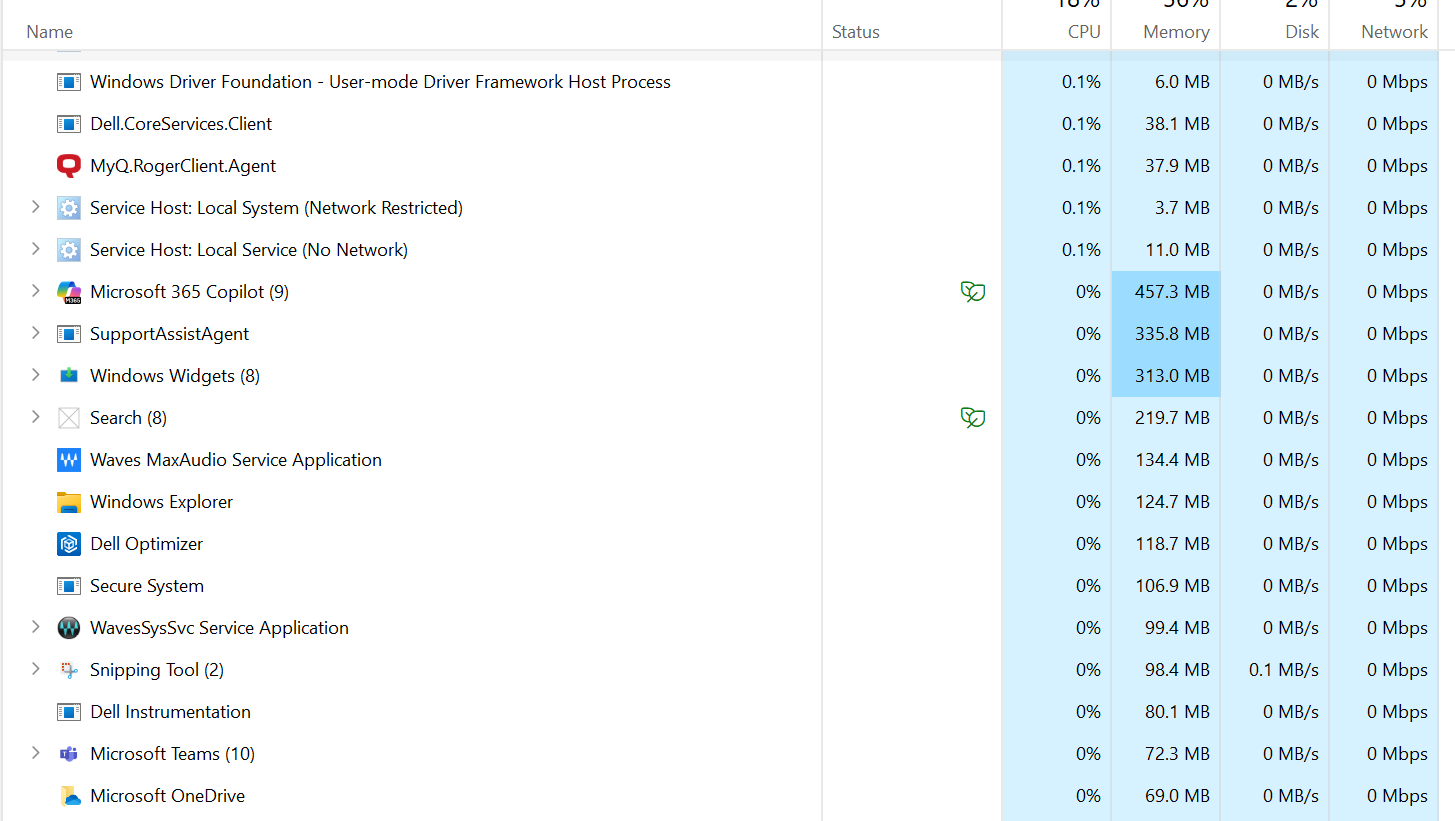 Name Status CPU Memory Disk Network
Windows Driver Foundation - User-mode Driver Framework Host Process 0.1% 6.0 MB 0 MB/s 0 Mbps
Dell.CoreServices.Client 0.1% 38.1 MB 0 MB/s 0 Mbps
MyQ.RogerClient.Agent 0.1% 37.9 MB 0 MB/s 0 Mbps
Service Host: Local System (Network Restricted) 0.1% 3.7 MB 0 MB/s 0 Mbps
Service Host: Local Service (No Network) 0.1% 11.0 MB 0 MB/s 0 Mbps
M365 Microsoft 365 Copilot (9) 0% 457.3 MB 0 MB/s 0 Mbps
SupportAssistAgent 0% 335.8 MB 0 MB/s 0 Mbps
Windows Widgets (8) 0% 313.0 MB 0 MB/s 0 Mbps
Search (8) 0% 219.7 MB 0 MB/s 0 Mbps
Waves MaxAudio Service Application 0% 134.4 MB 0 MB/s 0 Mbps
Windows Explorer 0% 124.7 MB 0 MB/s 0 Mbps
Dell Optimizer 0% 118.7 MB 0 MB/s 0 Mbps
Secure System 0% 106.9 MB 0 MB/s 0 Mbps
WavesSysSvc Service Application 0% 99.4 MB 0 MB/s 0 Mbps
Snipping Tool (2) 0% 98.4 MB 0.1 MB/s 0 Mbps
Dell Instrumentation 0% 80.1 MB 0 MB/s 0 Mbps
Microsoft Teams (10) 0% 72.3 MB 0 MB/s 0 Mbps
Microsoft OneDrive 0% 69.0 MB 0 MB/s 0 Mbps